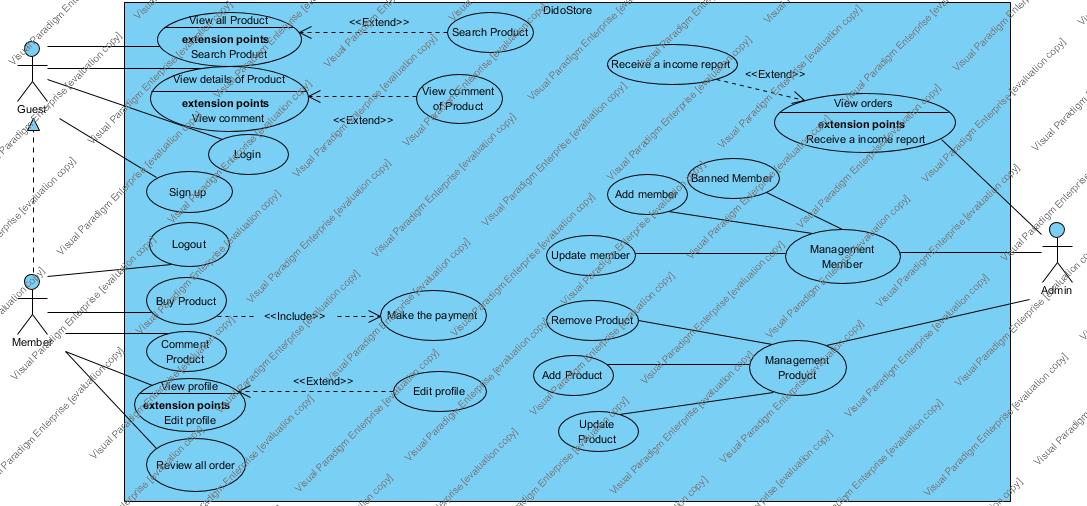 DidoStore
View all Product
extension points
Search Product
<<Extend>>
Search Product
View details of Product
extension points
View comment
<<Extend>>
View comment
of Product
Guest
Login
Sign up
Logout
Buy Product
<<Include>>
Make the payment
Member
Comment
Product
View profile
extension points
Edit profile
<<Extend>>
Edit profile
Review all order
Receive a income report
<<Extend>>
View orders
extension points
Receive a income report
Banned Member
Add member
Update member
Management
Member
Admin
Remove Product
Add Product
Management
Product
Update
Product
Visual Paradigm Enterprise [evaluation copy]